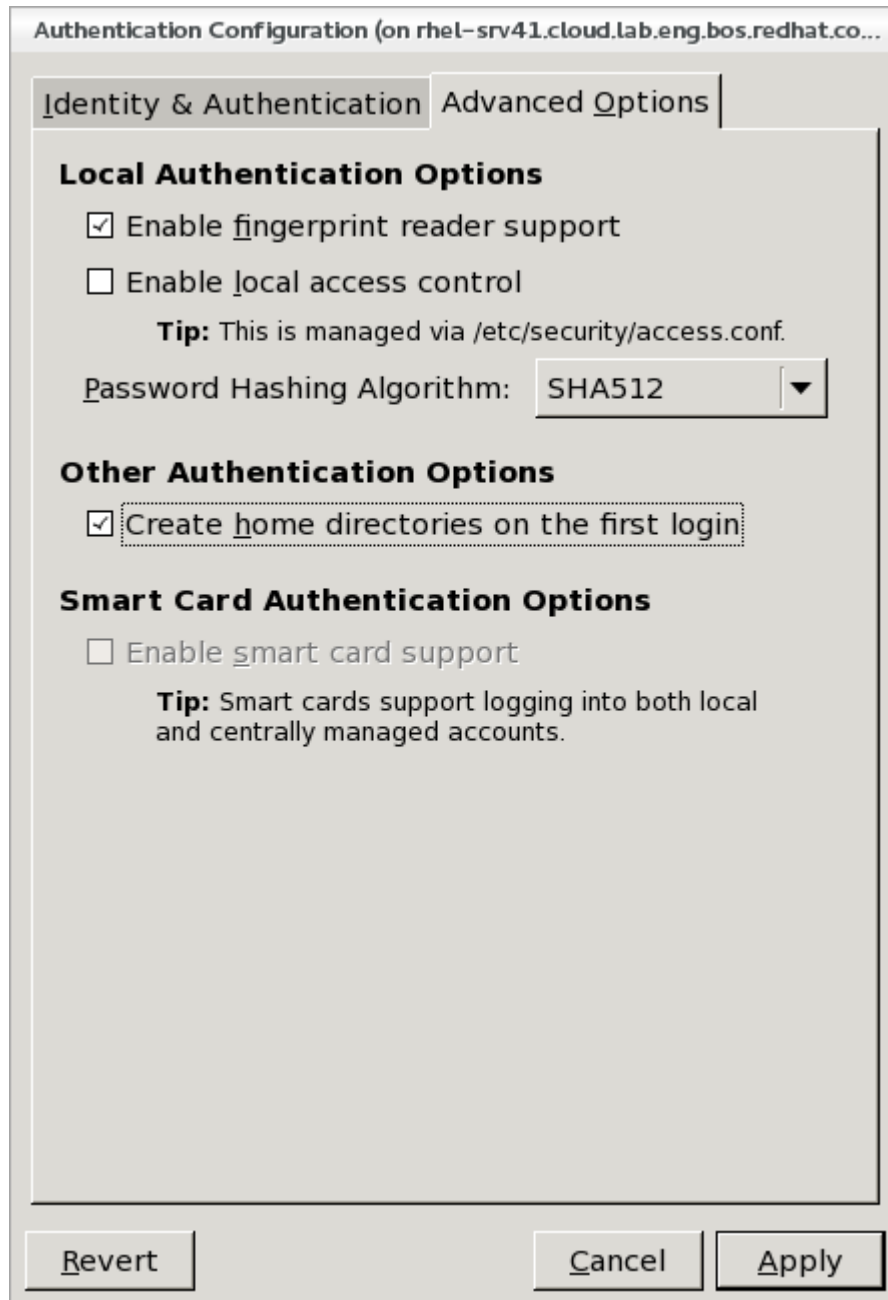 Authentication Configuration (on rhel-srv41.cloud.lab.eng.bos.redhat.co...
Identity & Authentication
Advanced Options
Local Authentication Options
Enable fingerprint reader support
Enable local access control
Tip: This is managed via /etc/security/access.conf.
Password Hashing Algorithm: SHA512
Other Authentication Options
Create home directories on the first login
Smart Card Authentication Options
Enable smart card support
Tip: Smart cards support logging into both local
and centrally managed accounts.
Revert
Cancel
Apply